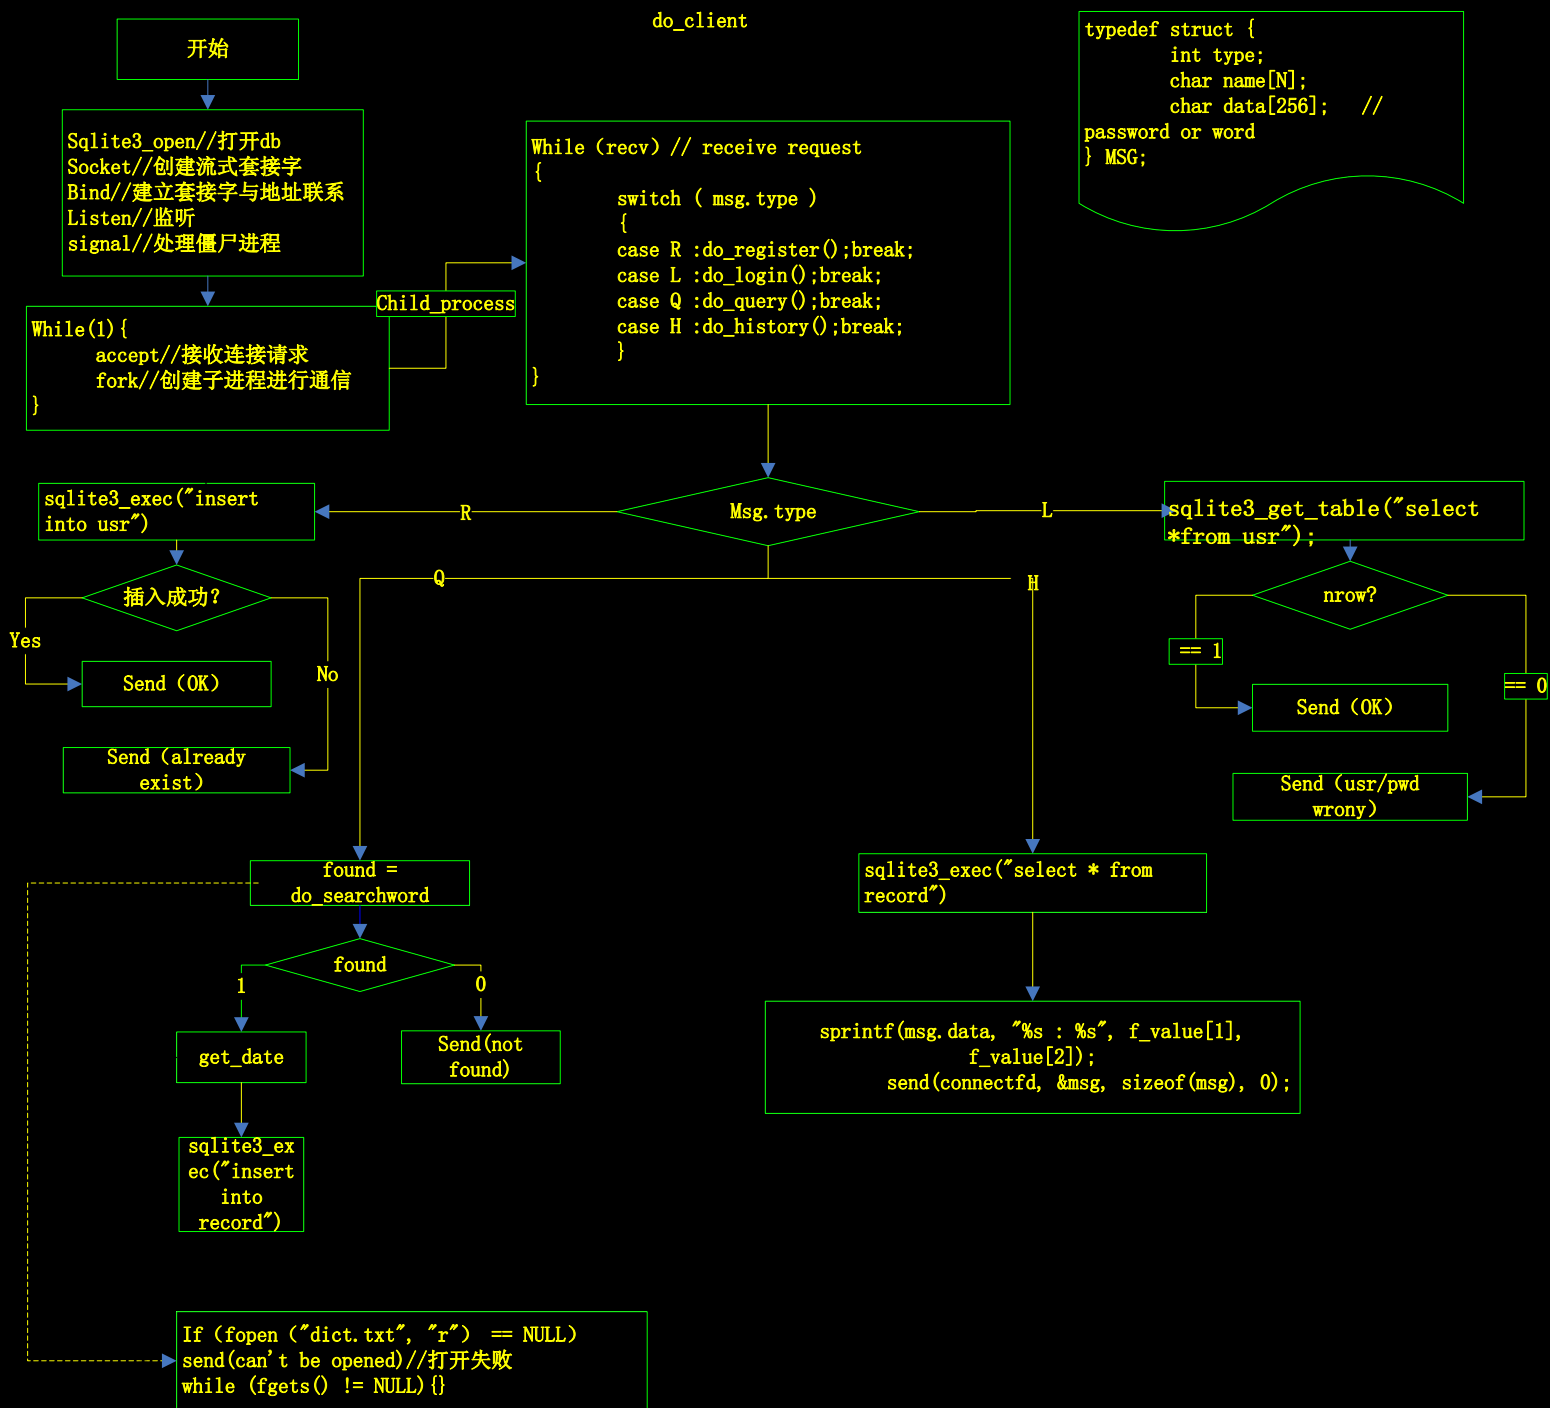 do_client
开始
Sqlite3_open//打开db
Socket//创建流式套接字
Bind//建立套接字与地址联系
Listen//监听
signal//处理僵尸进程
While(1){
accept//接收连接请求
fork//创建子进程进行通信
}
Child_process
While（recv）// receive request
{
switch ( msg.type )
{
case R :do_register();break;
case L :do_login();break;
case Q :do_query();break;
case H :do_history();break;
}
}
typedef struct {
int type;
char name[N];
char data[256];   //
password or word
} MSG;
Msg.type
R
L
Q
H
sqlite3_exec("insert
into usr")
插入成功？
Yes
No
Send（OK）
Send（already
exist）
sqlite3_get_table("select
*from usr");
nrow?
== 1
== 0
Send（OK）
Send（usr/pwd
wrony）
found =
do_searchword
found
1
0
get_date
Send(not
found)
sqlite3_ex
ec("insert
into
record")
sqlite3_exec("select * from
record")
sprintf(msg.data, "%s : %s", f_value[1],
f_value[2]);
send(connectfd, &msg, sizeof(msg), 0);
If（fopen（"dict.txt", "r"） == NULL）
send(can't be opened)//打开失败
while (fgets() != NULL){}